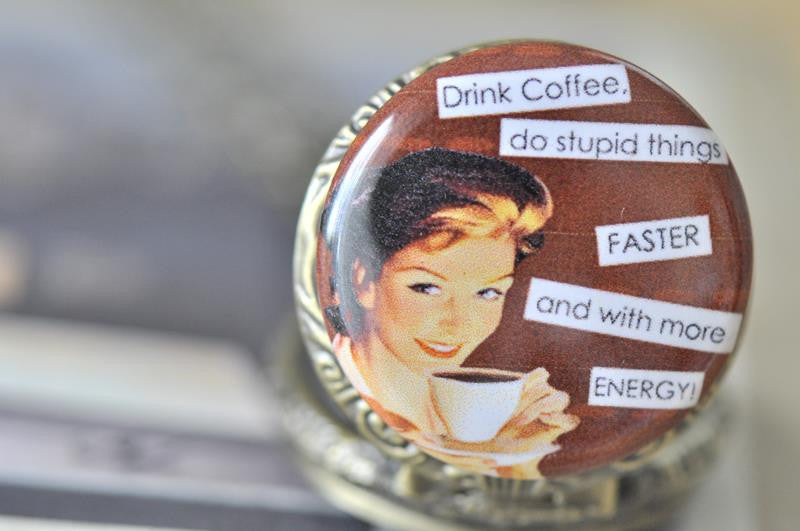 Drink Coffee,
do stupid things
FASTER
and with more
ENERGY!